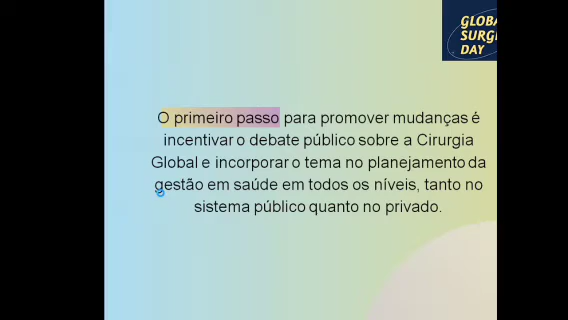 GLOBA
SURGI
DAY
O primeiro passo para promover mudanças é
incentivar o debate público sobre a Cirurgia
Global e incorporar o tema no planejamento da
gestão em saúde em todos os níveis, tanto no
sistema público quanto no privado.